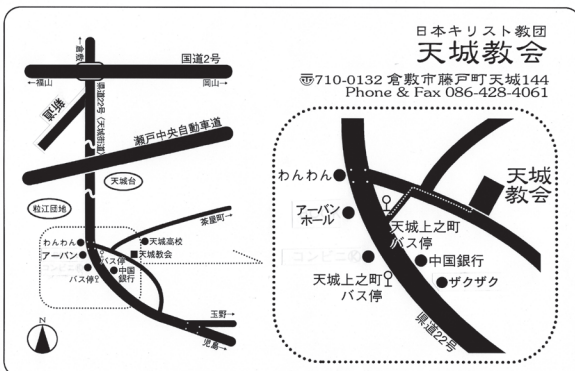 日本キリスト教団
天城教会
〠710-0132 倉敷市藤戸町天城144
Phone & Fax 086-428-4061
←倉敷
国道2号
←福山
岡山→
新道
県道22号（天城街道）
瀬戸中央自動車道
天城台
粒江団地
茶屋町→
わんわん
アーバン
バス停
バス停
中国
銀行
天城高校
天城教会
N
玉野→
児島→
わんわん
アーバン
ホール
天城上之町
バス停
天城上之町
バス停
中国銀行
ザクザク
天城
教会
県道22号